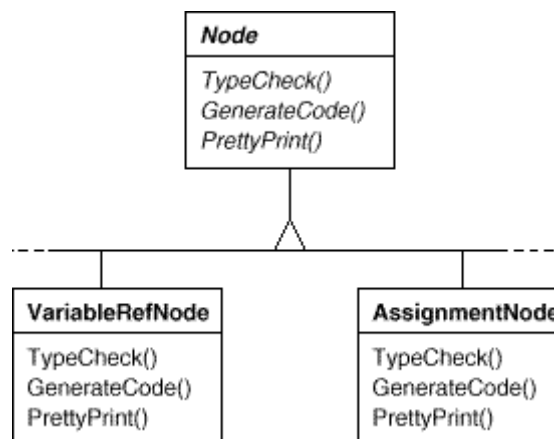 Node
TypeCheck()
GenerateCode()
PrettyPrint()
VariableRefNode
TypeCheck()
GenerateCode()
PrettyPrint()
AssignmentNode
TypeCheck()
GenerateCode()
PrettyPrint()